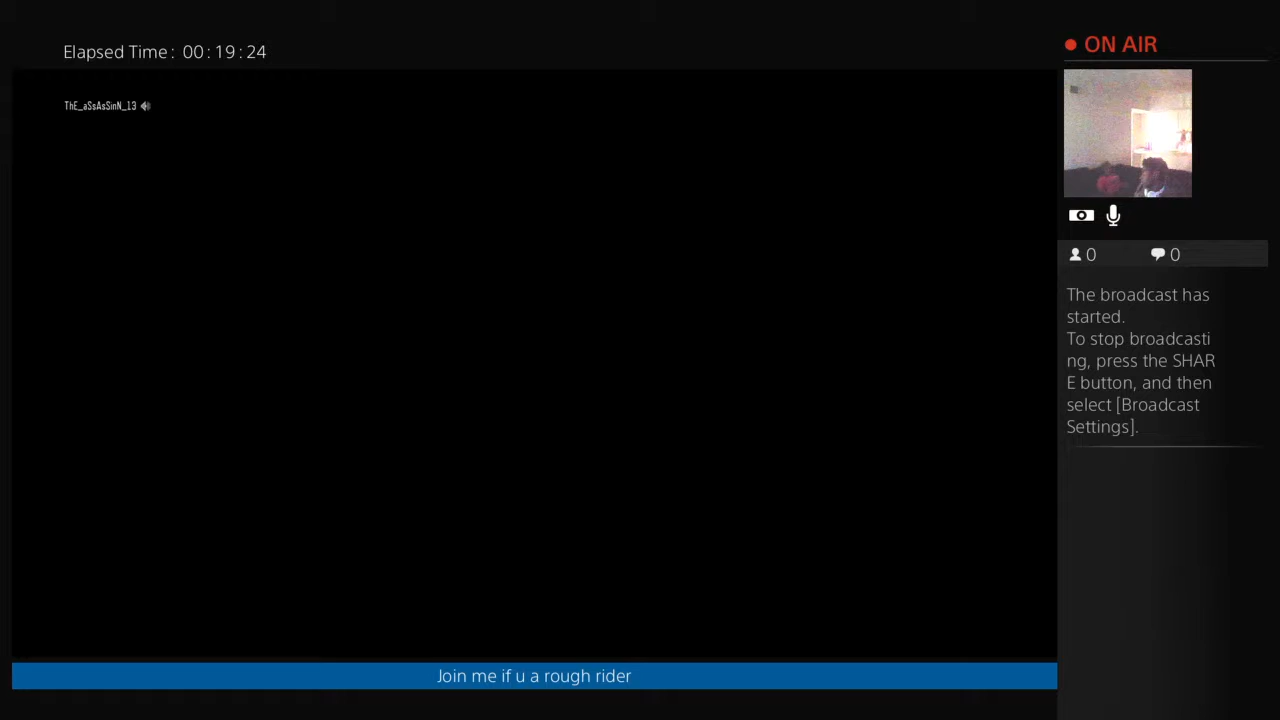 Elapsed Time: 00:19:24
ON AIR
ThE_aSsAsSinN_13
0 0
The broadcast has
started.
To stop broadcasti
ng, press the SHAR
E button, and then
select [Broadcast
Settings].
Join me if u a rough rider